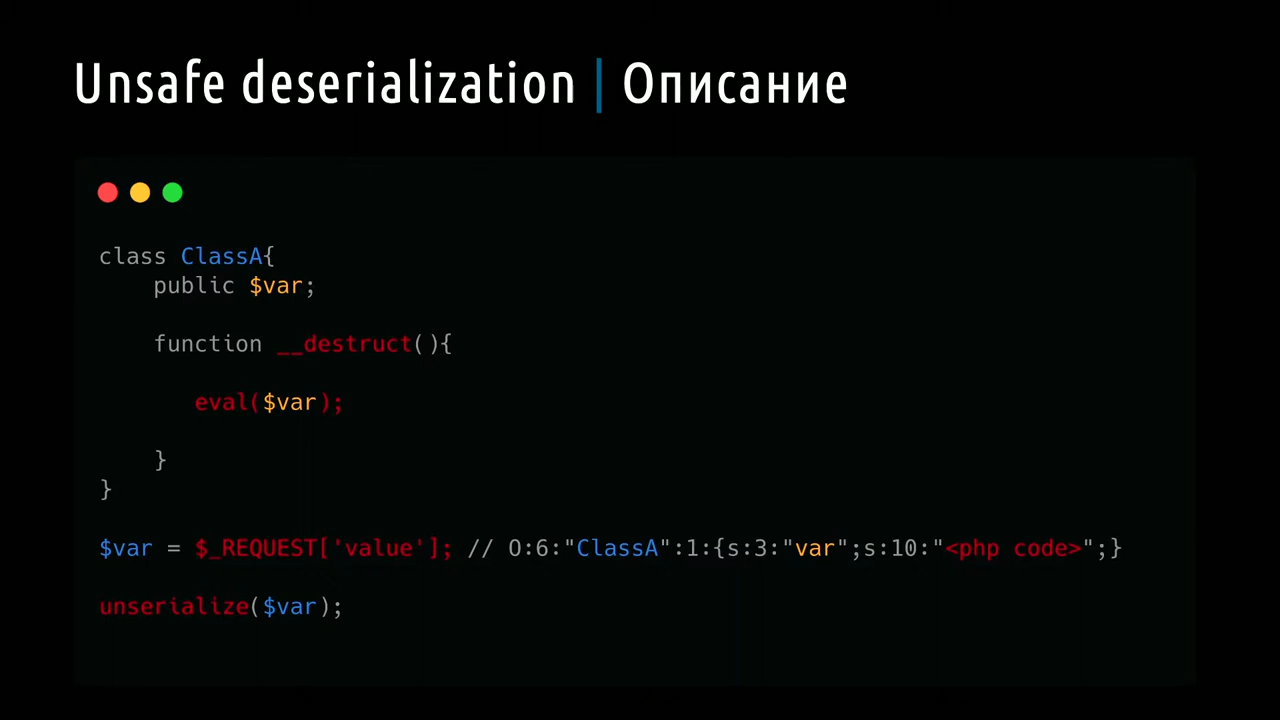 Unsafe deserialization | Описание
class ClassA{
    public $var;
    function __destruct(){
       eval($var);
    }
}
$var = $_REQUEST['value']; // O:6:"ClassA":1:{s:3:"var";s:10:"<php code>";}
unserialize($var);